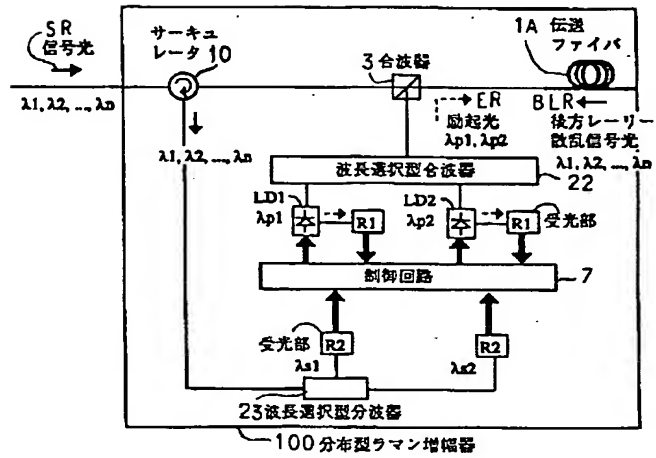 SR
信号光
λ1, λ2, ..., λn
サーキュ
レータ 10
λ1, λ2, ..., λn
3 合波器
1A 伝送
ファイバ
ER
励起光
λp1, λp2
BLR
後方レーリー
散乱信号光
λ1, λ2, ..., λn
波長選択型合波器
22
LD1
λp1
R1
LD2
λp2
R1
受光部
制御回路
7
受光部
R2
λs1
R2
λs2
23 波長選択型分波器
100 分布型ラマン増幅器